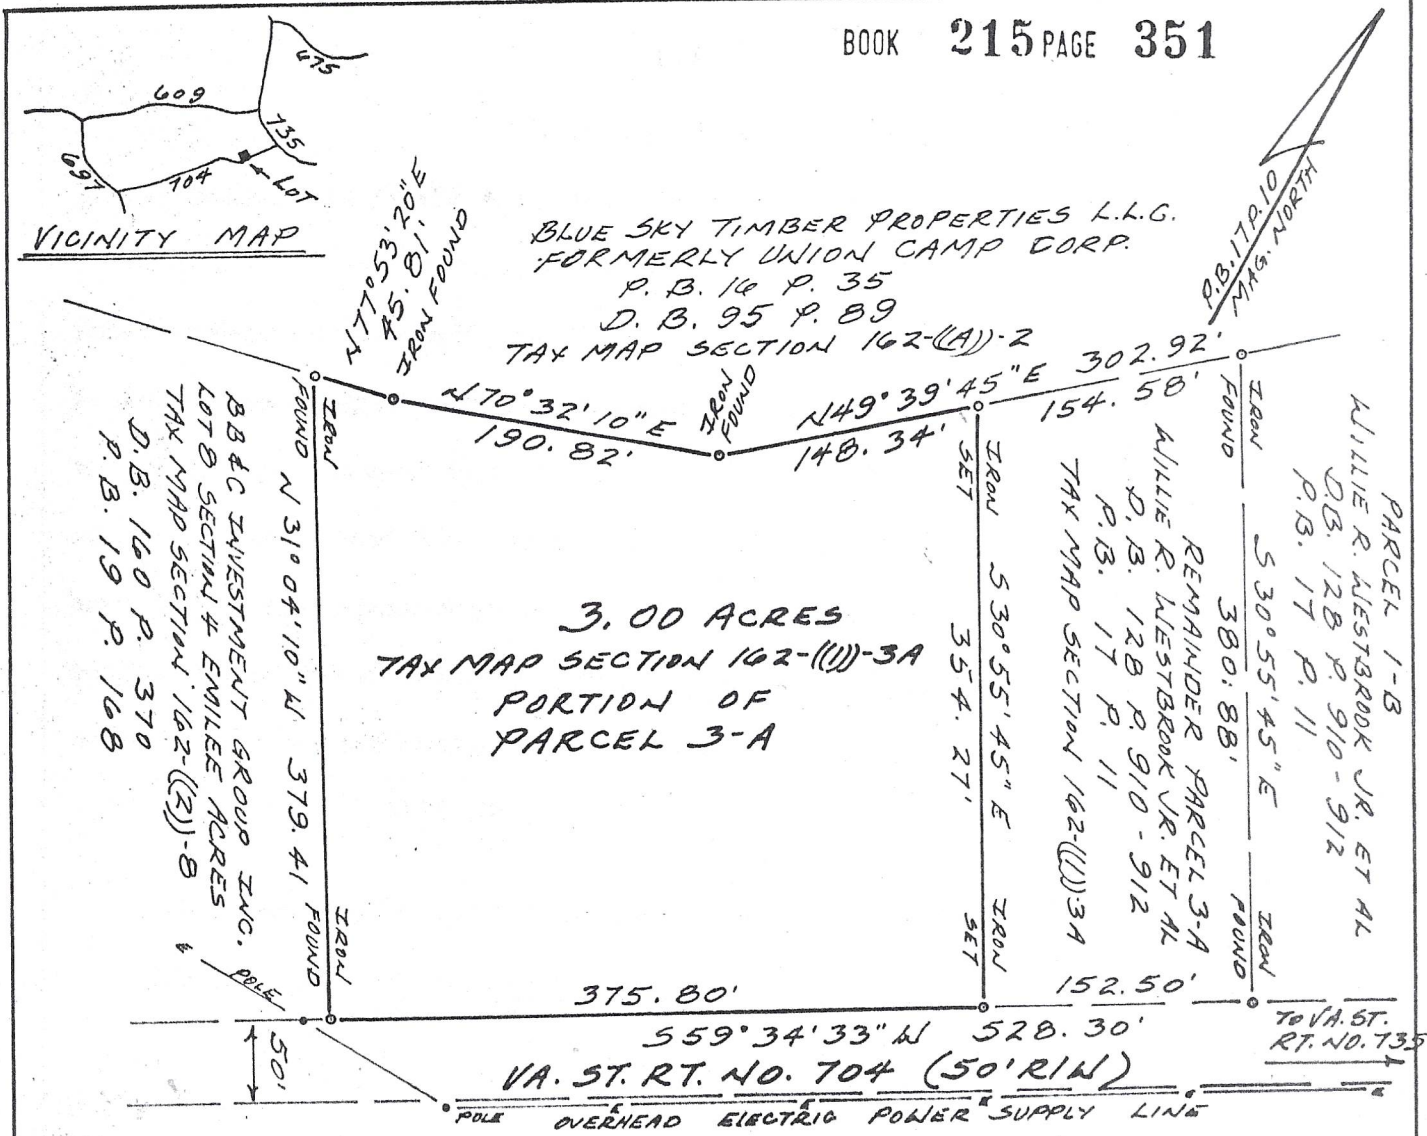 BOOK 215 PAGE 351
675
609
735
697
704
LOT
VICINITY MAP
P.B. 17 P. 10
MAG. NORTH
N77°53'20"E
45.81'
IRON FOUND
BLUE SKY TIMBER PROPERTIES L.L.C.
FORMERLY UNION CAMP CORP.
P. B. 16 P. 35
D. B. 95 P. 89
TAX MAP SECTION 162-((A))-2
N70°32'10"E
190.82'
IRON
FOUND
N49°39'45"E 302.92'
148.34'
154.58'
IRON
FOUND
N 31°04'10"W 379.41
IRON
FOUND
BB&C INVESTMENT GROUP INC.
LOT 8 SECTION 4 EMILEE ACRES
TAX MAP SECTION 162-((2))-8
D.B. 160 P. 370
P.B. 19 P. 168
3.00 ACRES
TAX MAP SECTION 162-((1))-3A
PORTION OF
PARCEL 3-A
IRON
SET
S 30°55'45"E
354.27'
IRON
SET
REMAINDER PARCEL 3-A
WILLIE R. WESTBROOK JR. ET AL
D.B. 128 P. 910-912
P.B. 17 P. 11
TAX MAP SECTION 162-((1))3A
IRON
FOUND
S 30°55'45"E
380.88'
IRON
FOUND
PARCEL 1-B
WILLIE R. WESTBROOK JR. ET AL
D.B. 128 P. 910-912
P.B. 17 P. 11
POLE
375.80'
152.50'
S59°34'33"W 528.30'
TO VA. ST.
RT. NO. 735
50'
VA. ST. RT. NO. 704 (50' R/W)
POLE OVERHEAD ELECTRIC POWER SUPPLY LINE